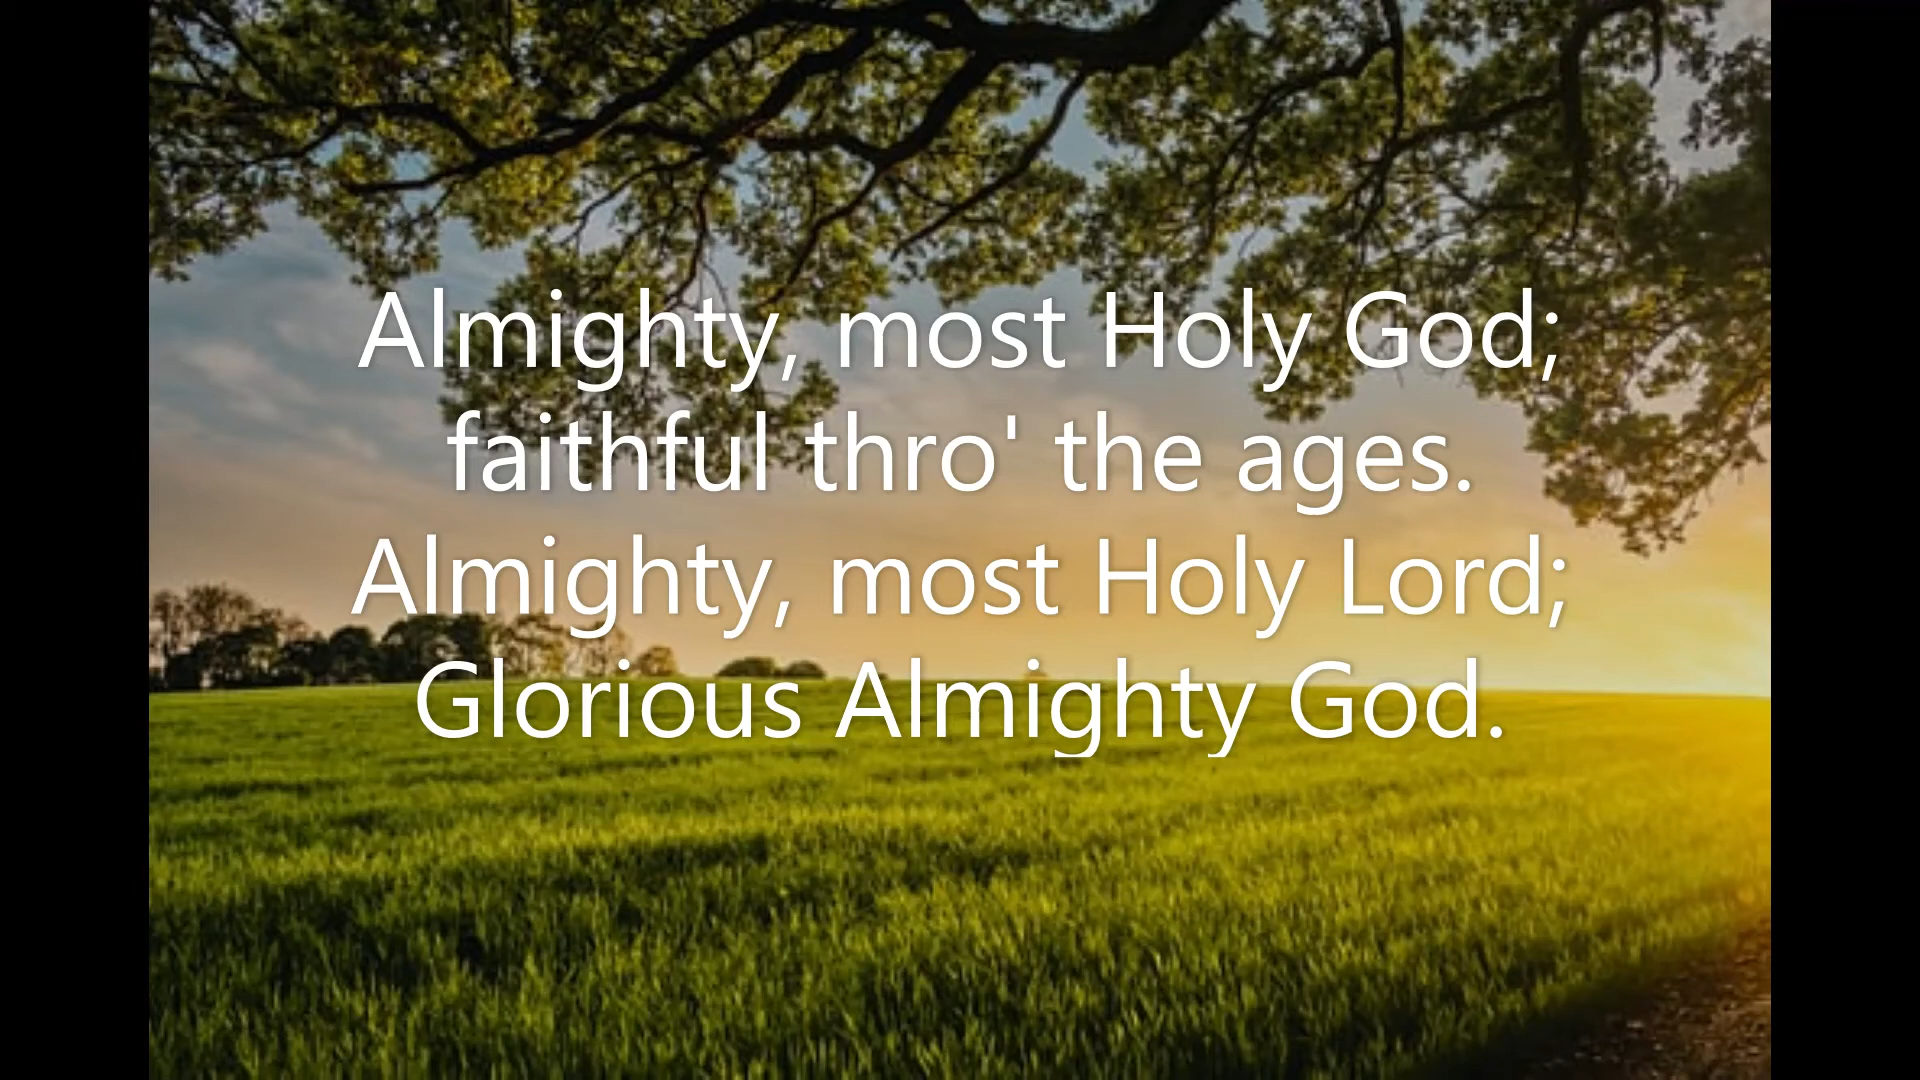 Almighty, most Holy God;
faithful thro' the ages.
Almighty, most Holy Lord;
Glorious Almighty God.